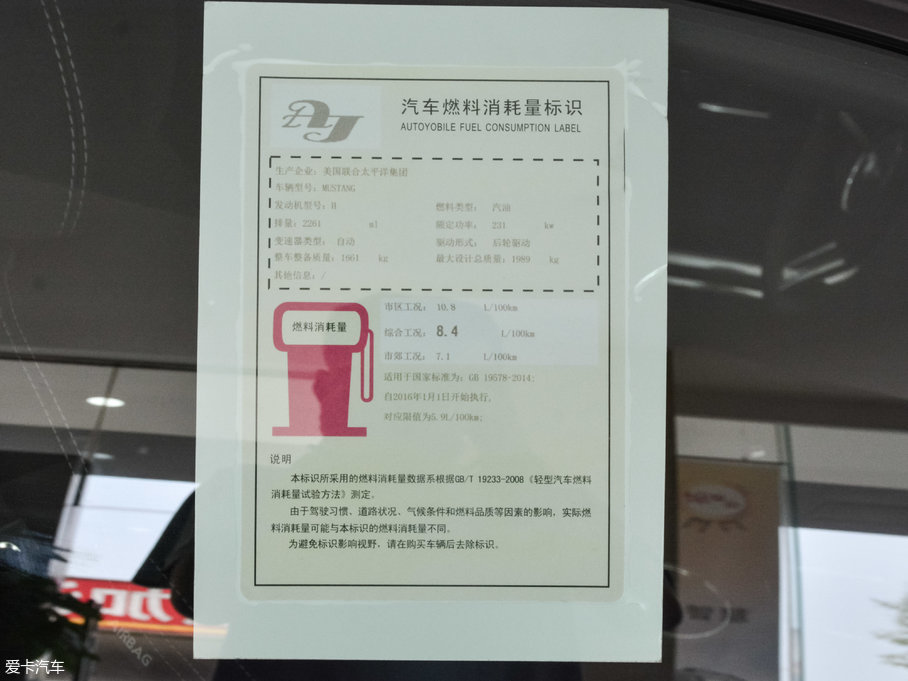 AJ
汽车燃料消耗量标识
AUTOYOBILE FUEL CONSUMPTION LABEL
生产企业：美国联合太平洋集团
车辆型号：MUSTANG
发动机型号：H
燃料类型： 汽油
排量：2261 ml
额定功率： 231 kw
变速器类型： 自动
驱动形式： 后轮驱动
整车整备质量：1661 kg
最大设计总质量：1989 kg
其他信息：/
燃料消耗量
市区工况： 10.8 L/100km
综合工况： 8.4 L/100km
市郊工况： 7.1 L/100km
适用于国家标准为：GB 19578-2014；
自2016年1月1日开始执行，
对应限值为5.9L/100km；
说明
本标识所采用的燃料消耗量数据系根据GB/T 19233-2008《轻型汽车燃料
消耗量试验方法》测定。
由于驾驶习惯、道路状况、气候条件和燃料品质等因素的影响，实际燃
料消耗量可能与本标识的燃料消耗量不同。
为避免标识影响视野，请在购买车辆后去除标识。
加
AIRBAG
爱卡汽车